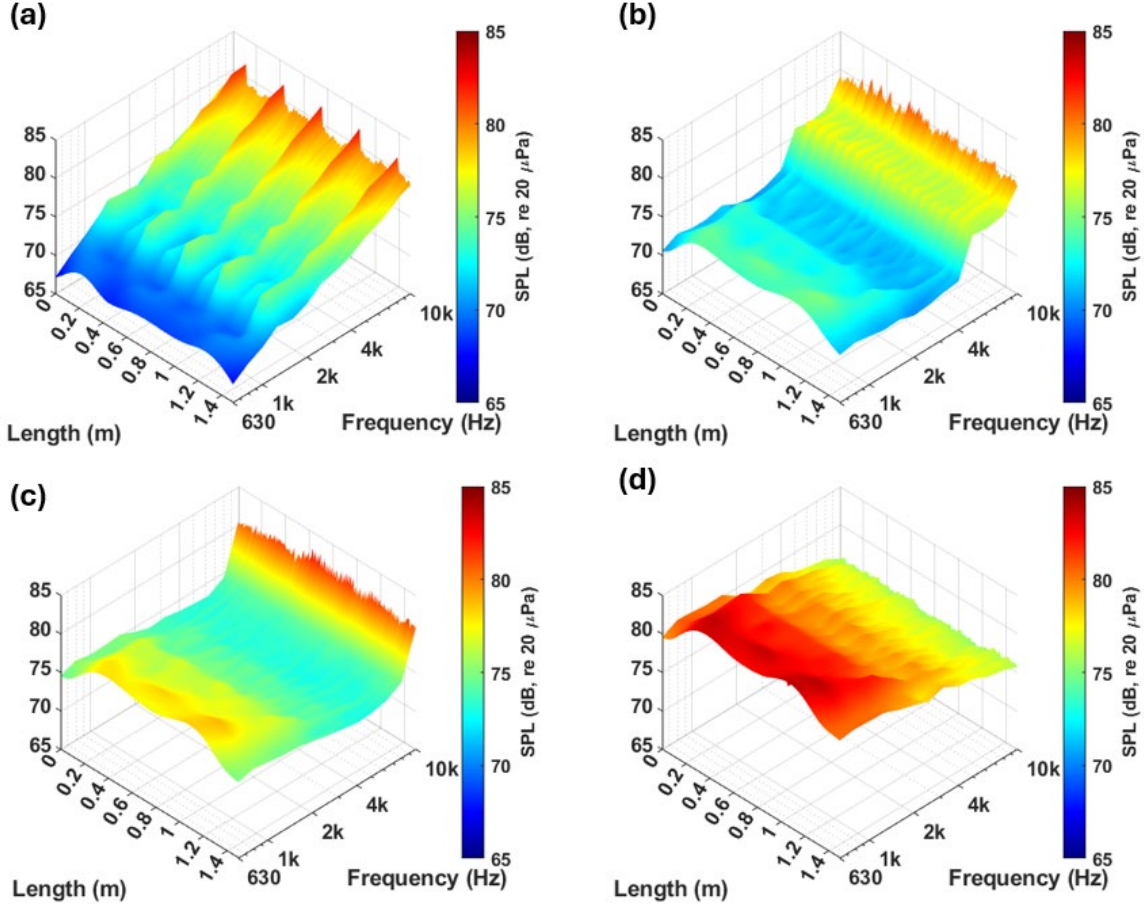 (a)
85
80
75
70
65
0
0.2
0.4
0.6
0.8
1
1.2
1.4
Length (m)
630
1k
2k
4k
10k
Frequency (Hz)
85
80
75
70
65
SPL (dB, re 20 μPa)
(b)
85
80
75
70
65
0
0.2
0.4
0.6
0.8
1
1.2
1.4
Length (m)
630
1k
2k
4k
10k
Frequency (Hz)
85
80
75
70
65
SPL (dB, re 20 μPa)
(c)
85
80
75
70
65
0
0.2
0.4
0.6
0.8
1
1.2
1.4
Length (m)
630
1k
2k
4k
10k
Frequency (Hz)
85
80
75
70
65
SPL (dB, re 20 μPa)
(d)
85
80
75
70
65
0
0.2
0.4
0.6
0.8
1
1.2
1.4
Length (m)
630
1k
2k
4k
10k
Frequency (Hz)
85
80
75
70
65
SPL (dB, re 20 μPa)